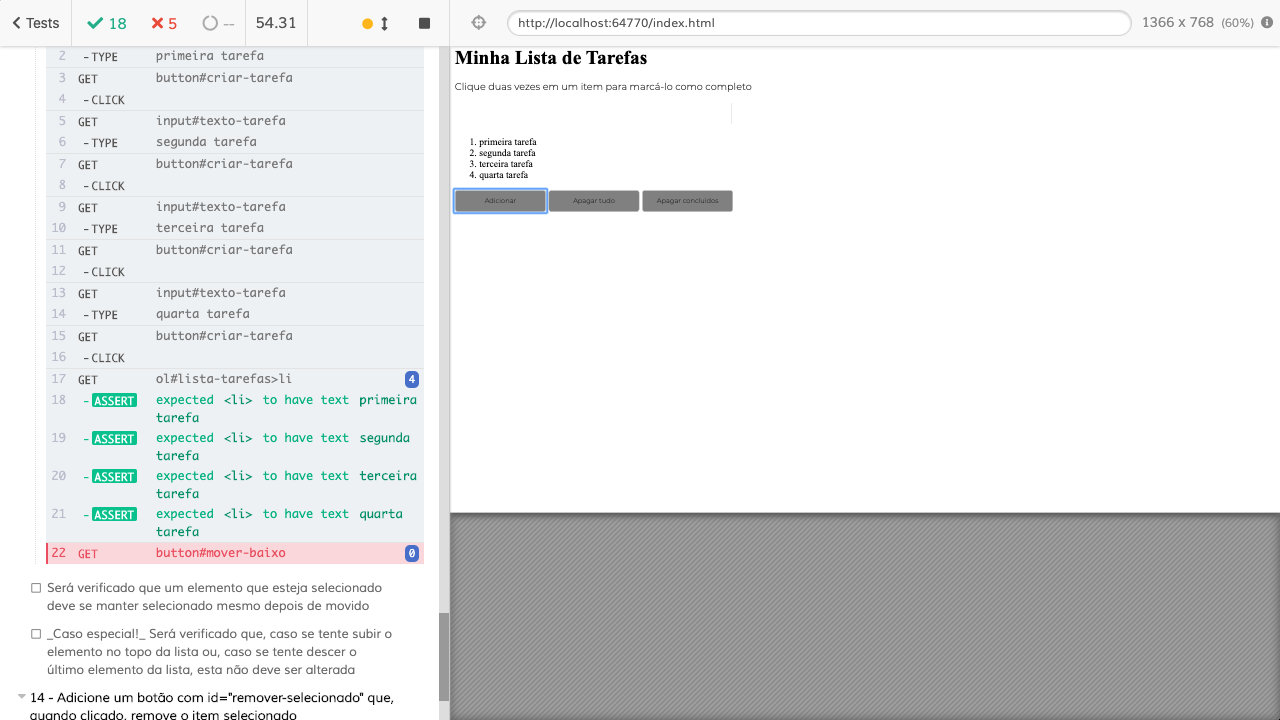 Tests 18 5 -- 54.31 http://localhost:64770/index.html 1366 x 768 (60%)
2 -TYPE primeira tarefa
3 GET button#criar-tarefa
4 -CLICK
5 GET input#texto-tarefa
6 -TYPE segunda tarefa
7 GET button#criar-tarefa
8 -CLICK
9 GET input#texto-tarefa
10 -TYPE terceira tarefa
11 GET button#criar-tarefa
12 -CLICK
13 GET input#texto-tarefa
14 -TYPE quarta tarefa
15 GET button#criar-tarefa
16 -CLICK
17 GET ol#lista-tarefas>li 4
18 -ASSERT expected <li> to have text primeira
tarefa
19 -ASSERT expected <li> to have text segunda
tarefa
20 -ASSERT expected <li> to have text terceira
tarefa
21 -ASSERT expected <li> to have text quarta
tarefa
22 GET button#mover-baixo 0
Será verificado que um elemento que esteja selecionado
deve se manter selecionado mesmo depois de movido
_Caso especial!_ Será verificado que, caso se tente subir o
elemento no topo da lista ou, caso se tente descer o
último elemento da lista, esta não deve ser alterada
14 - Adicione um botão com id="remover-selecionado" que,
quando clicado, remove o item selecionado
Minha Lista de Tarefas
Clique duas vezes em um item para marcá-lo como completo
1. primeira tarefa
2. segunda tarefa
3. terceira tarefa
4. quarta tarefa
Adicionar Apagar tudo Apagar concluidos